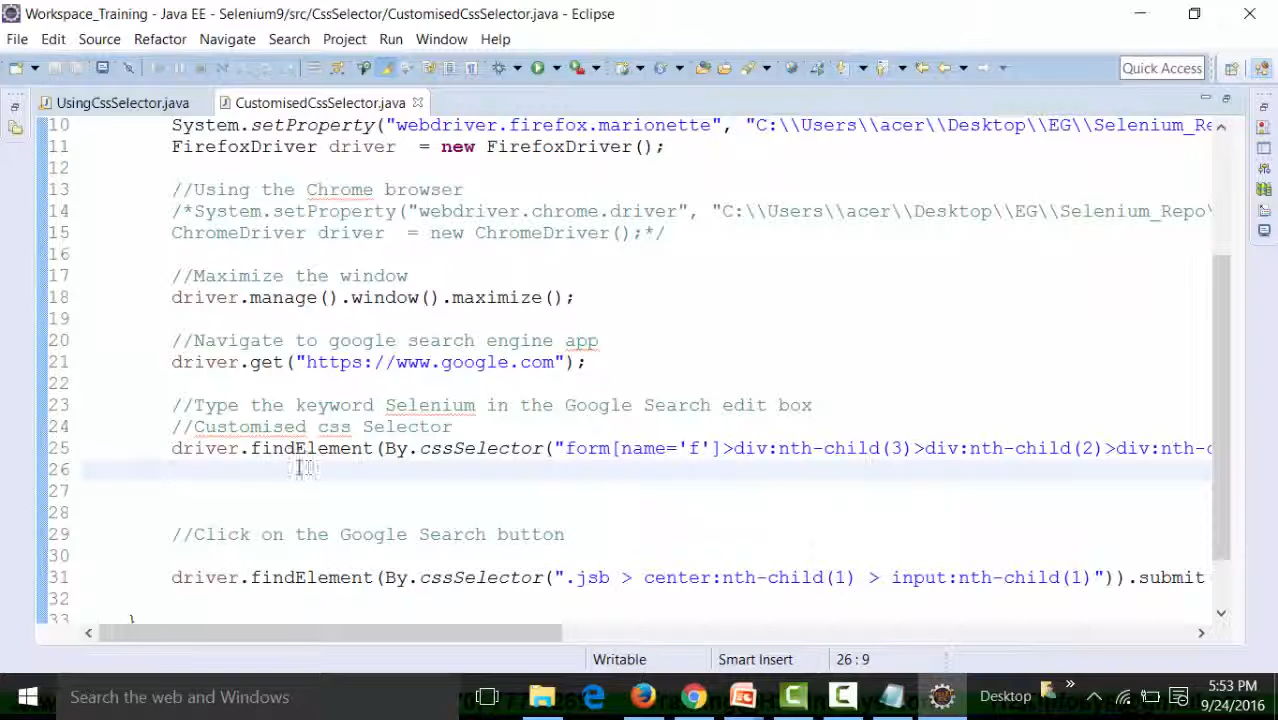 Workspace_Training - Java EE - Selenium9/src/CssSelector/CustomisedCssSelector.java - Eclipse
File Edit Source Refactor Navigate Search Project Run Window Help
Quick Access
UsingCssSelector.java CustomisedCssSelector.java
10 System.setProperty("webdriver.firefox.marionette", "C:\\Users\\acer\\Desktop\\EG\\Selenium_Rep
11 FirefoxDriver driver = new FirefoxDriver();
12
13 //Using the Chrome browser
14 /*System.setProperty("webdriver.chrome.driver", "C:\\Users\\acer\\Desktop\\EG\\Selenium_Repo\
15 ChromeDriver driver = new ChromeDriver();*/
16
17 //Maximize the window
18 driver.manage().window().maximize();
19
20 //Navigate to google search engine app
21 driver.get("https://www.google.com");
22
23 //Type the keyword Selenium in the Google Search edit box
24 //Customised css Selector
25 driver.findElement(By.cssSelector("form[name='f']>div:nth-child(3)>div:nth-child(2)>div:nth-c
26
27
28
29 //Click on the Google Search button
30
31 driver.findElement(By.cssSelector(".jsb > center:nth-child(1) > input:nth-child(1)")).submit
32
33 }
Writable Smart Insert 26 : 9
Search the web and Windows Desktop 5:53 PM
9/24/2016